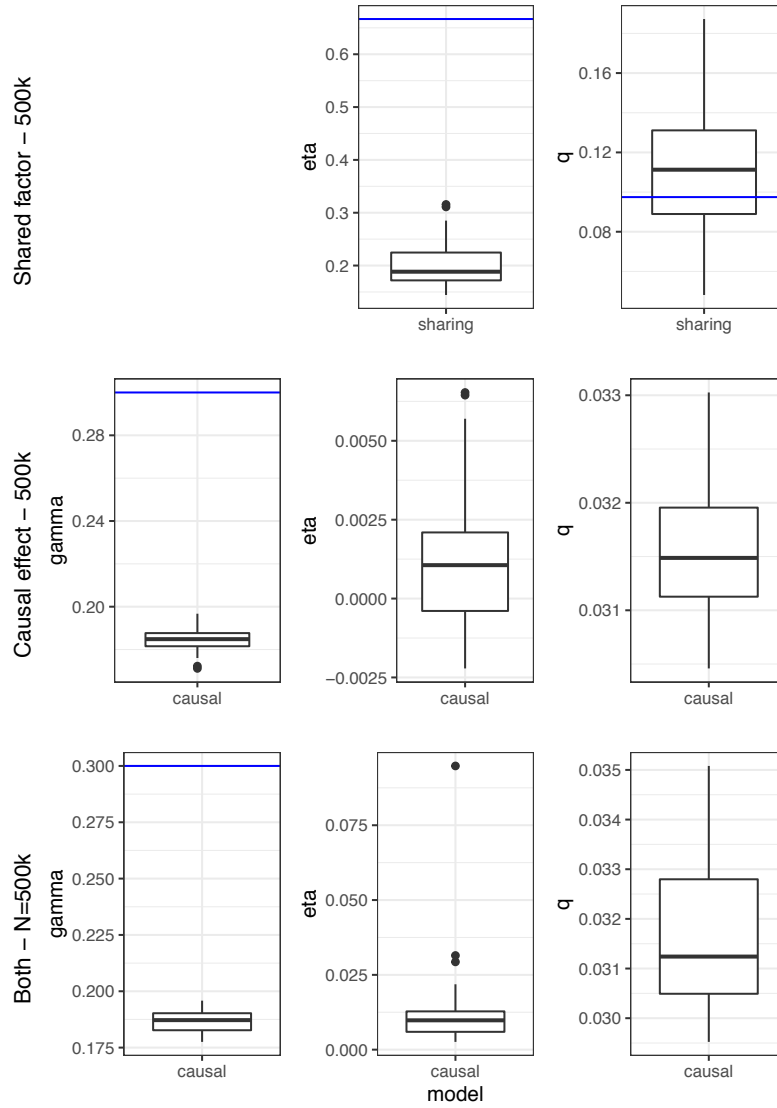 Shared factor − 500k
eta
0.6
0.5
0.4
0.3
0.2
sharing
q
0.16
0.12
0.08
sharing
Causal effect − 500k
gamma
0.28
0.24
0.20
causal
eta
0.0050
0.0025
0.0000
−0.0025
causal
q
0.033
0.032
0.031
causal
Both − N=500k
gamma
0.300
0.275
0.250
0.225
0.200
0.175
causal
eta
0.075
0.050
0.025
0.000
causal
q
0.035
0.034
0.033
0.032
0.031
0.030
causal
model